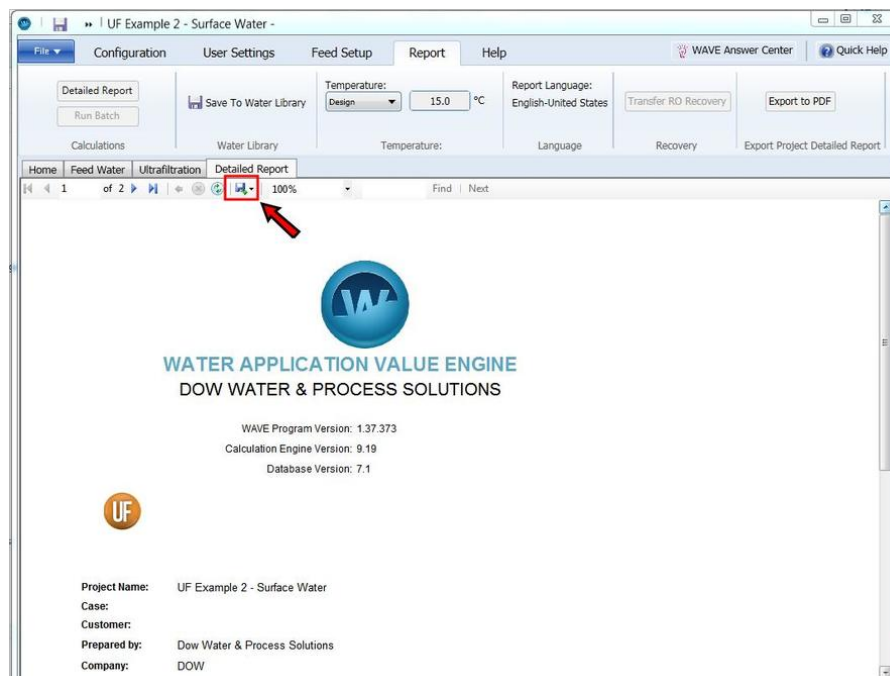 UF Example 2 - Surface Water -
File Configuration User Settings Feed Setup Report Help WAVE Answer Center Quick Help
Detailed Report
Run Batch
Calculations
Save To Water Library
Water Library
Temperature:
Design 15.0 °C
Temperature:
Report Language:
English-United States
Language
Transfer RO Recovery
Recovery
Export to PDF
Export Project Detailed Report
Home Feed Water Ultrafiltration Detailed Report
1 of 2 100% Find | Next
W
WATER APPLICATION VALUE ENGINE
DOW WATER & PROCESS SOLUTIONS
WAVE Program Version: 1.37.373
Calculation Engine Version: 9.19
Database Version: 7.1
UF
Project Name: UF Example 2 - Surface Water
Case:
Customer:
Prepared by: Dow Water & Process Solutions
Company: DOW